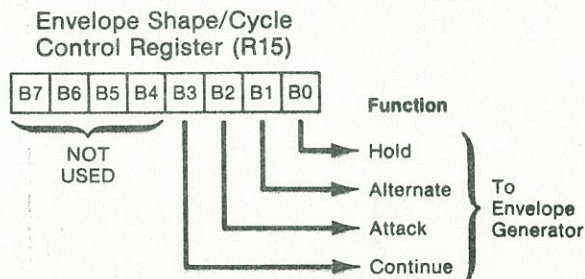 Envelope Shape/Cycle
Control Register (R15)
B7 B6 B5 B4 B3 B2 B1 B0
Function
NOT
USED
Hold
Alternate
Attack
Continue
To
Envelope
Generator